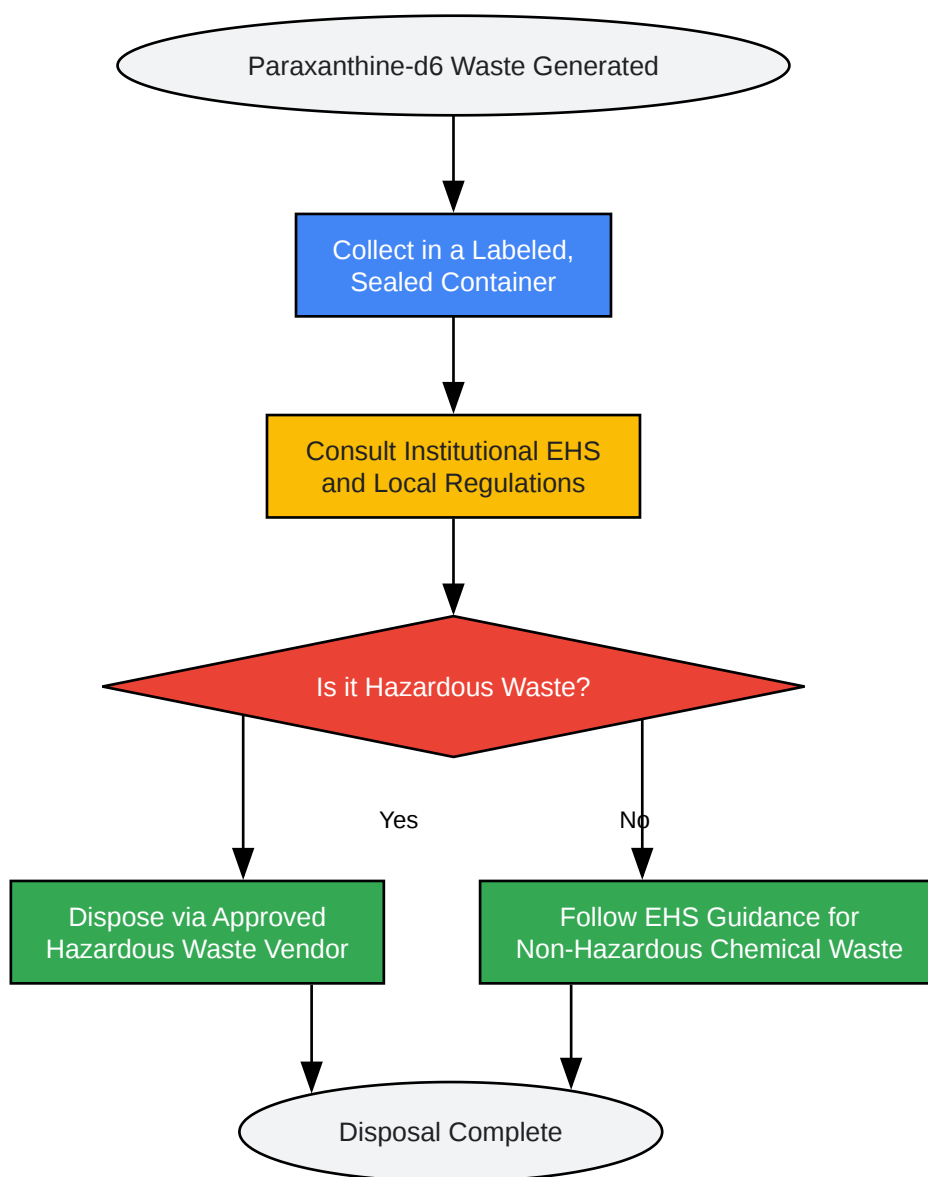 Paraxanthine-d6 Waste Generated
Collect in a Labeled,
Sealed Container
Consult Institutional EHS
and Local Regulations
Is it Hazardous Waste?
Yes
No
Dispose via Approved
Hazardous Waste Vendor
Follow EHS Guidance for
Non-Hazardous Chemical Waste
Disposal Complete